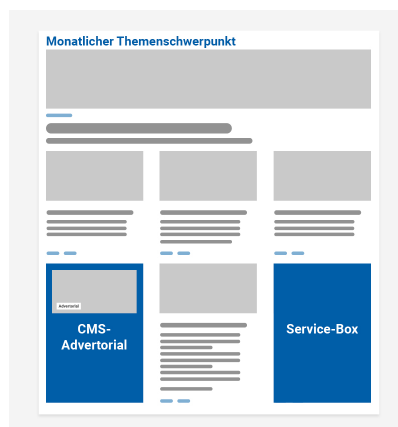 Monatlicher Themenschwerpunkt
Advertorial
CMS-
Advertorial
Service-Box